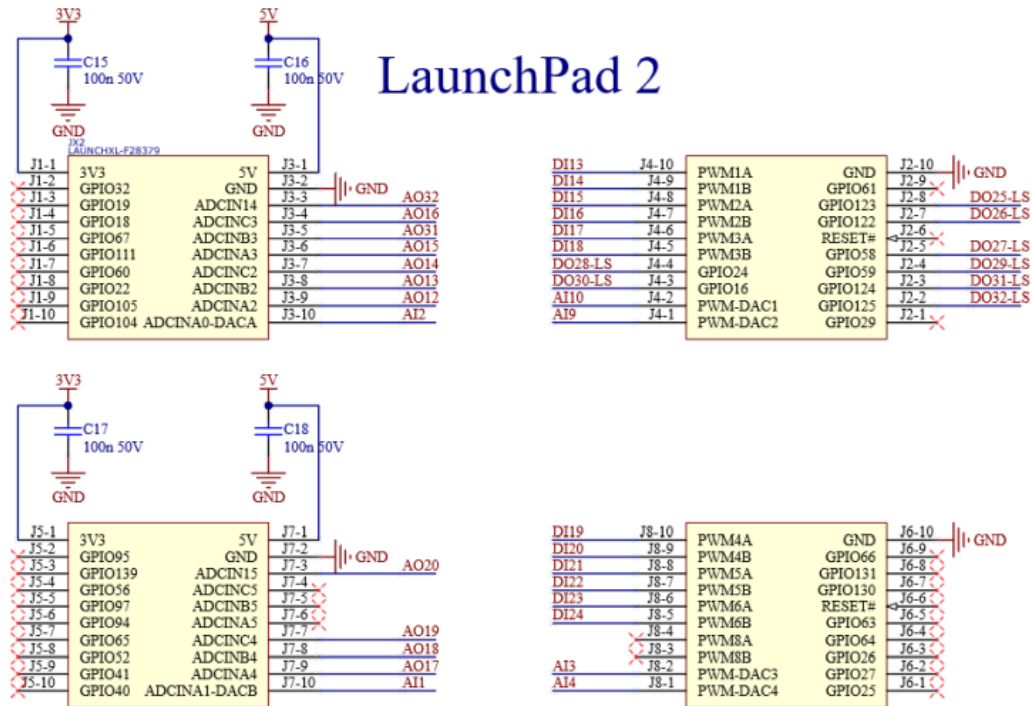 3V3 5V
C15 C16
100n 50V 100n 50V
LaunchPad 2
GND GND
JX2
LAUNCHXL-F28379
J1-1 3V3 5V J3-1
J1-2 GPIO32 GND J3-2 GND
J1-3 GPIO19 ADCIN14 J3-3 AO32
J1-4 GPIO18 ADCINC3 J3-4 AO16
J1-5 GPIO67 ADCINB3 J3-5 AO31
J1-6 GPIO111 ADCINA3 J3-6 AO15
J1-7 GPIO60 ADCINC2 J3-7 AO14
J1-8 GPIO22 ADCINB2 J3-8 AO13
J1-9 GPIO105 ADCINA2 J3-9 AO12
J1-10 GPIO104 ADCINA0-DACA J3-10 AI2
DI13 J4-10 PWM1A GND J2-10 GND
DI14 J4-9 PWM1B GPIO61 J2-9
DI15 J4-8 PWM2A GPIO123 J2-8 DO25-LS
DI16 J4-7 PWM2B GPIO122 J2-7 DO26-LS
DI17 J4-6 PWM3A RESET# J2-6
DI18 J4-5 PWM3B GPIO58 J2-5 DO27-LS
DO28-LS J4-4 GPIO24 GPIO59 J2-4 DO29-LS
DO30-LS J4-3 GPIO16 GPIO124 J2-3 DO31-LS
AI10 J4-2 PWM-DAC1 GPIO125 J2-2 DO32-LS
AI9 J4-1 PWM-DAC2 GPIO29 J2-1
3V3 5V
C17 C18
100n 50V 100n 50V
GND GND
J5-1 3V3 5V J7-1
J5-2 GPIO95 GND J7-2 GND
J5-3 GPIO139 ADCIN15 J7-3 AO20
J5-4 GPIO56 ADCINC5 J7-4
J5-5 GPIO97 ADCINB5 J7-5
J5-6 GPIO94 ADCINA5 J7-6
J5-7 GPIO65 ADCINC4 J7-7 AO19
J5-8 GPIO52 ADCINB4 J7-8 AO18
J5-9 GPIO41 ADCINA4 J7-9 AO17
J5-10 GPIO40 ADCINA1-DACB J7-10 AI1
DI19 J8-10 PWM4A GND J6-10 GND
DI20 J8-9 PWM4B GPIO66 J6-9
DI21 J8-8 PWM5A GPIO131 J6-8
DI22 J8-7 PWM5B GPIO130 J6-7
DI23 J8-6 PWM6A RESET# J6-6
DI24 J8-5 PWM6B GPIO63 J6-5
J8-4 PWM8A GPIO64 J6-4
J8-3 PWM8B GPIO26 J6-3
AI3 J8-2 PWM-DAC3 GPIO27 J6-2
AI4 J8-1 PWM-DAC4 GPIO25 J6-1